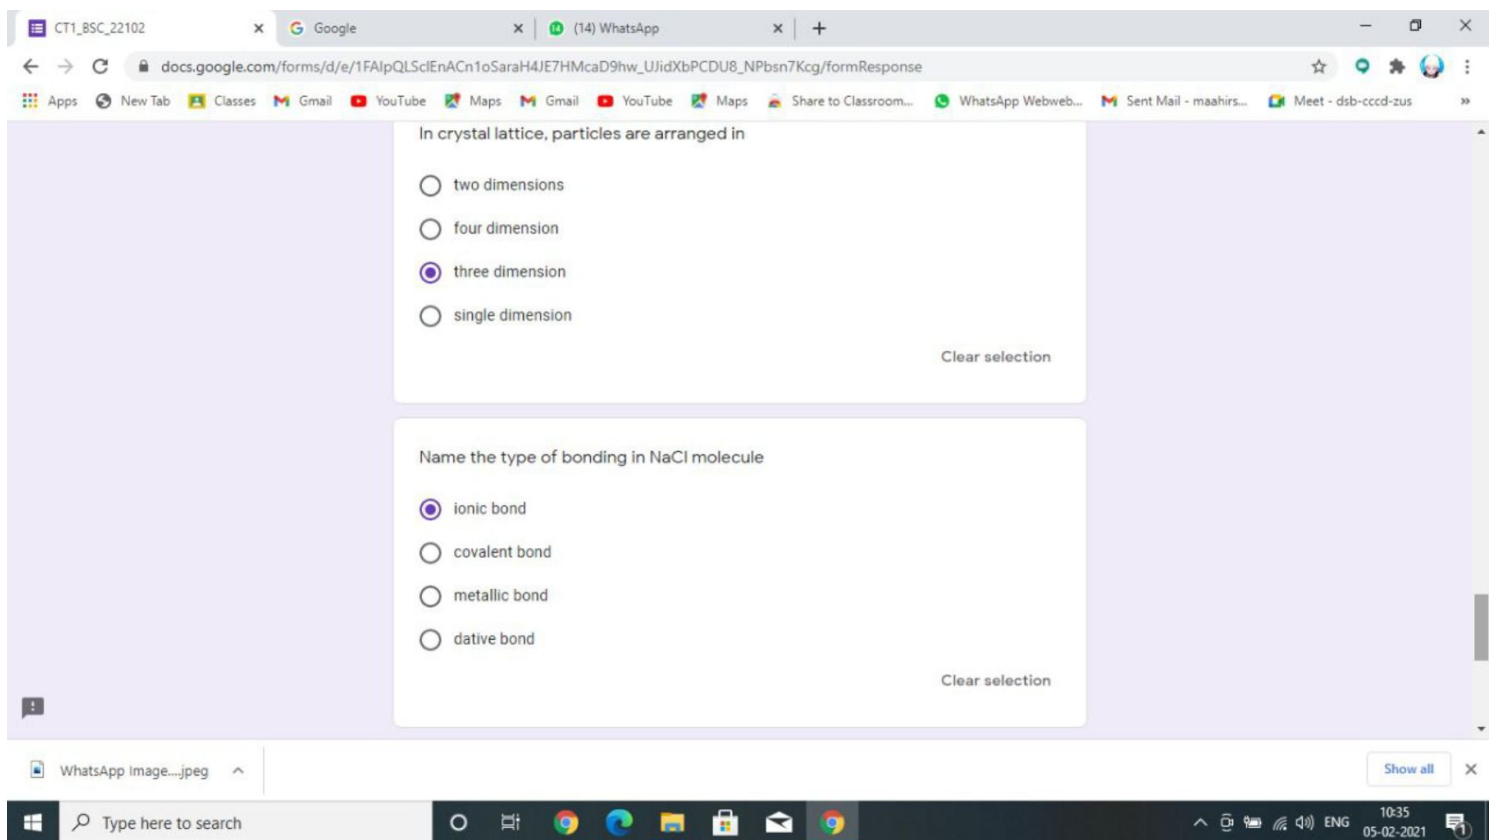 CT1_BSC_22102
Google
(14) WhatsApp
docs.google.com/forms/d/e/1FAIpQLSclEnACn1oSaraH4JE7HMcaD9hw_UJidXbPCDU8_NPbsn7Kcg/formResponse
Apps New Tab Classes Gmail YouTube Maps Gmail YouTube Maps Share to Classroom... WhatsApp Webweb... Sent Mail - maahirs... Meet - dsb-cccd-zus »
In crystal lattice, particles are arranged in
two dimensions
four dimension
three dimension
single dimension
Clear selection
Name the type of bonding in NaCl molecule
ionic bond
covalent bond
metallic bond
dative bond
Clear selection
WhatsApp Image....jpeg
Show all
Type here to search
ENG
10:35
05-02-2021